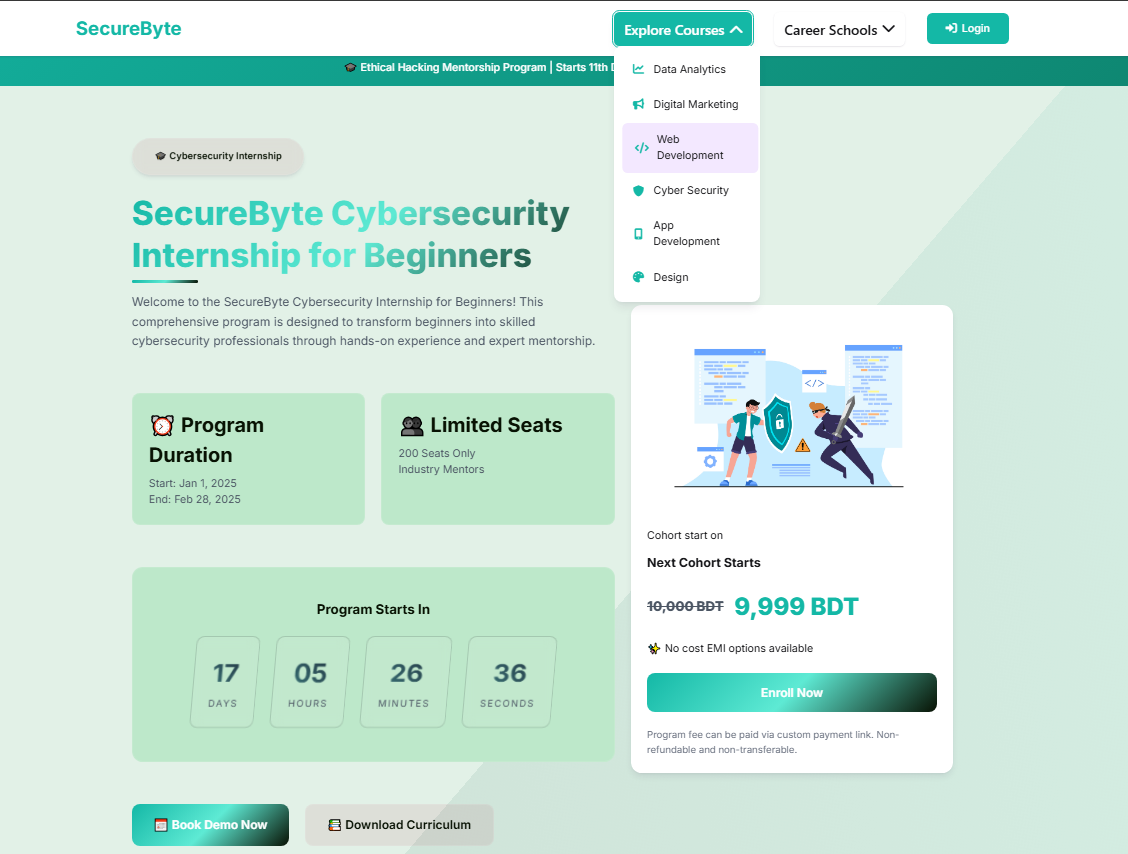 SecureByte
Explore Courses
Career Schools
Login
🎓 Ethical Hacking Mentorship Program | Starts 11th
Data Analytics
Digital Marketing
Web
Development
Cyber Security
App
Development
Design
🎓 Cybersecurity Internship
SecureByte Cybersecurity
Internship for Beginners
Welcome to the SecureByte Cybersecurity Internship for Beginners! This
comprehensive program is designed to transform beginners into skilled
cybersecurity professionals through hands-on experience and expert mentorship.
⏰ Program
Duration
Start: Jan 1, 2025
End: Feb 28, 2025
👥 Limited Seats
200 Seats Only
Industry Mentors
Program Starts In
17
DAYS
05
HOURS
26
MINUTES
36
SECONDS
📅 Book Demo Now
📚 Download Curriculum
</>
Cohort start on
Next Cohort Starts
10,000 BDT 9,999 BDT
✨ No cost EMI options available
Enroll Now
Program fee can be paid via custom payment link. Non-
refundable and non-transferable.